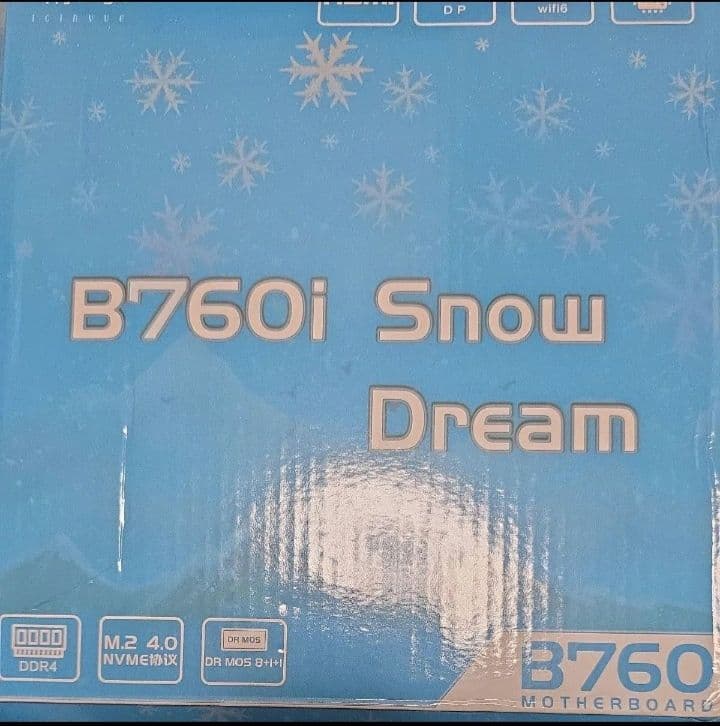 DP
wifi6
B760i Snow
Dream
DDR4
M.2 4.0
NVME协议
DR MOS
DR MOS 8+1+1
B760
MOTHERBOARD